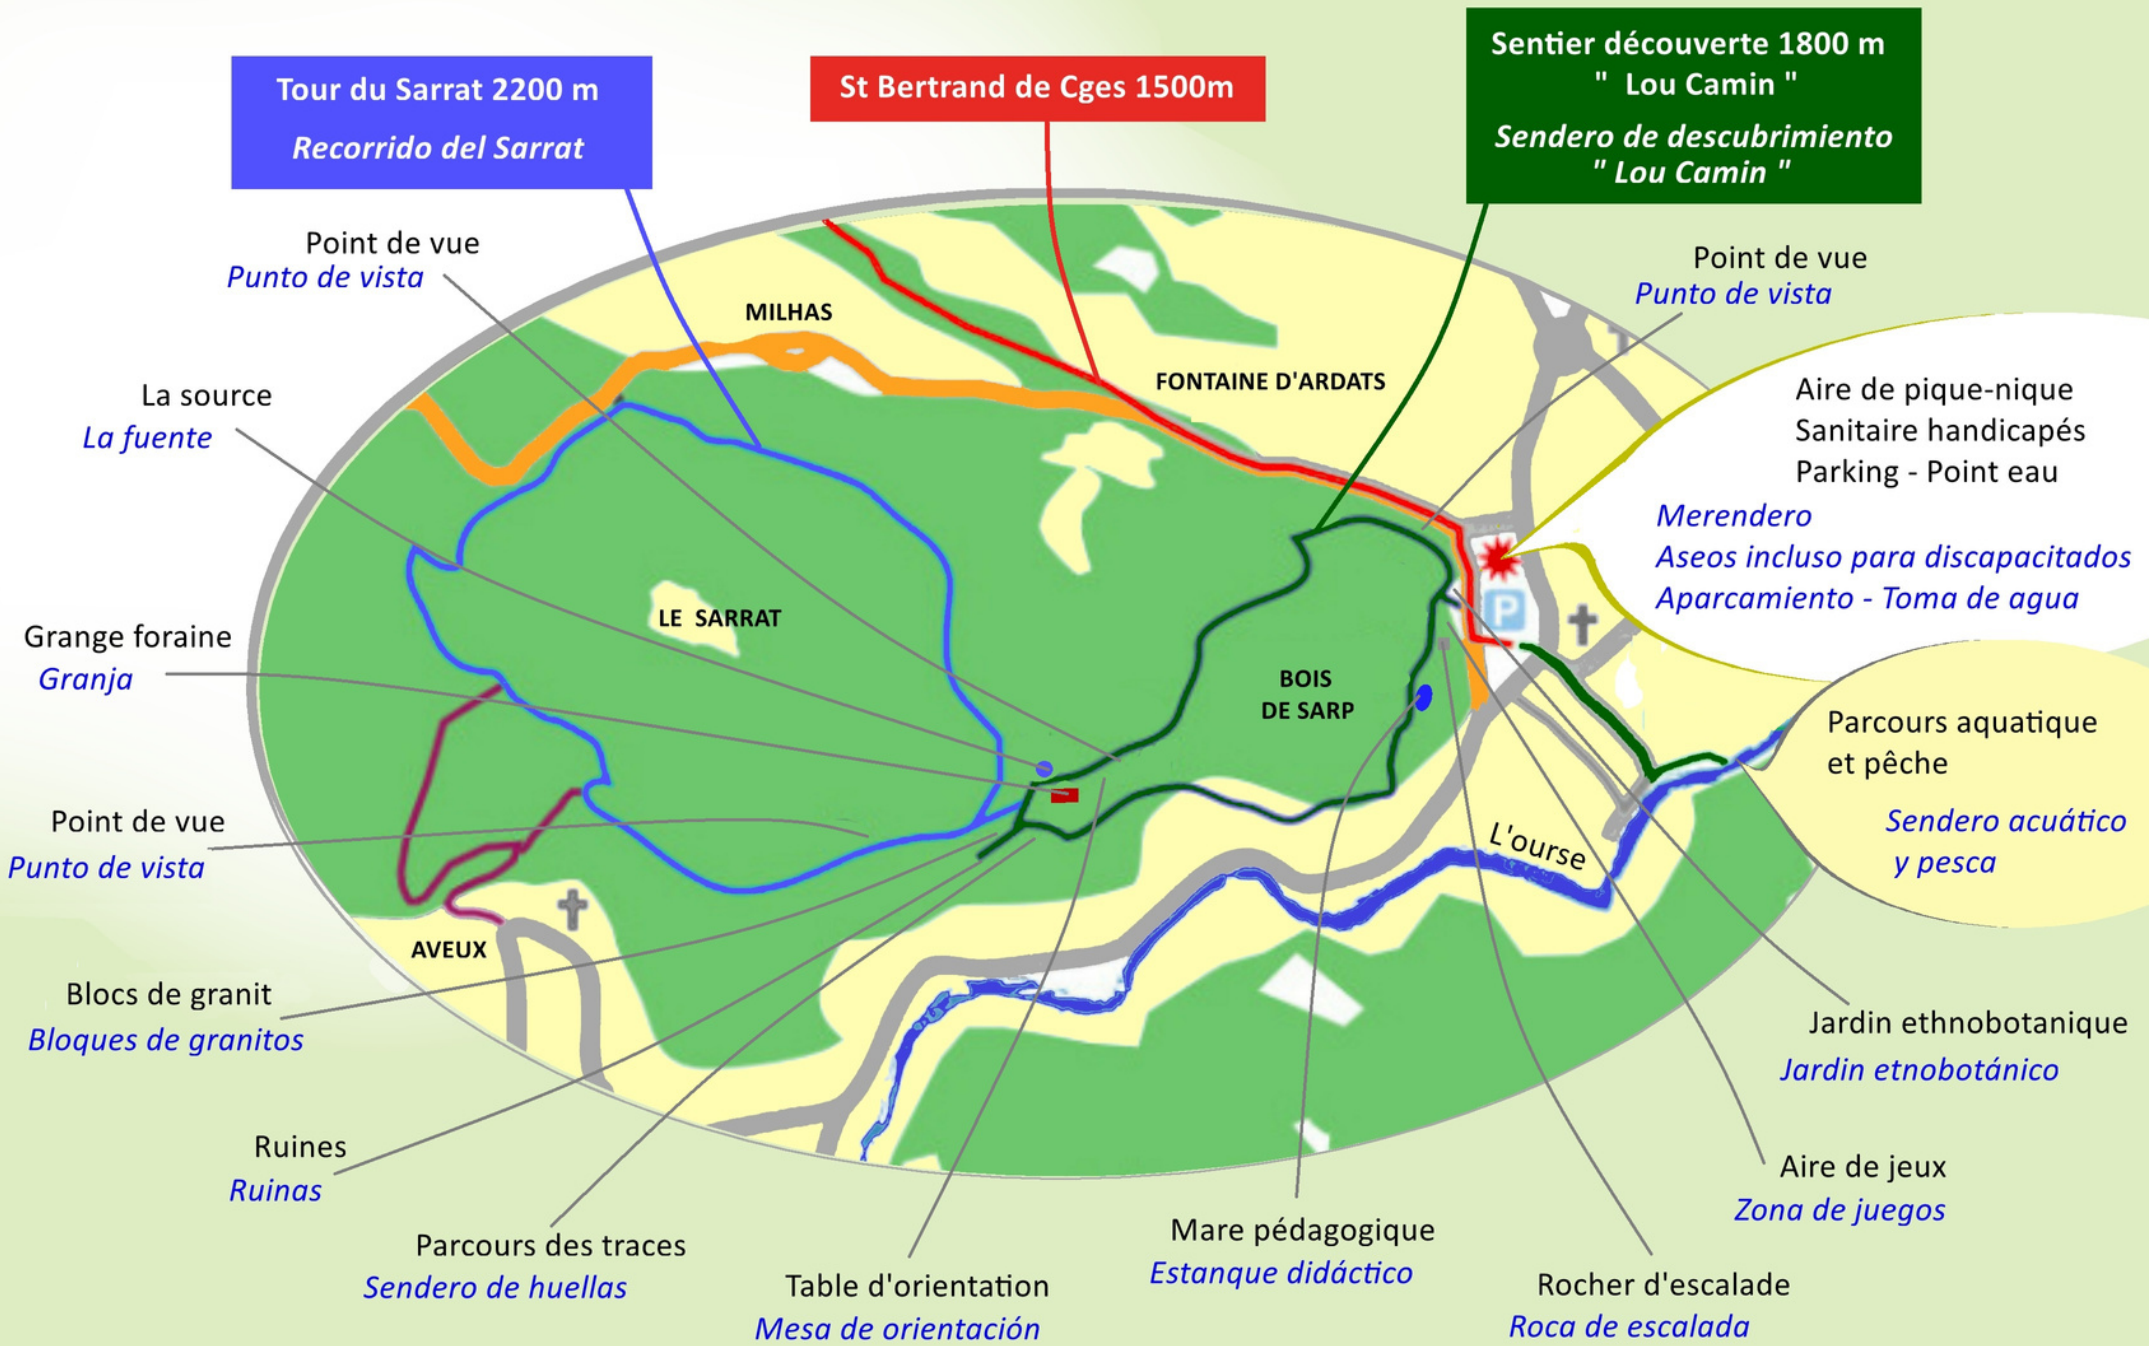 Tour du Sarrat 2200 m
Recorrido del Sarrat
St Bertrand de Cges 1500m
Sentier découverte 1800 m
" Lou Camin "
Sendero de descubrimiento
" Lou Camin "
Point de vue
Punto de vista
Point de vue
Punto de vista
MILHAS
FONTAINE D'ARDATS
La source
La fuente
Aire de pique-nique
Sanitaire handicapés
Parking - Point eau
Merendero
Aseos incluso para discapacitados
Aparcamiento - Toma de agua
P
LE SARRAT
Grange foraine
Granja
BOIS
DE SARP
Parcours aquatique
et pêche
Sendero acuático
y pesca
Point de vue
Punto de vista
L'ourse
AVEUX
Blocs de granit
Bloques de granitos
Jardin ethnobotanique
Jardin etnobotánico
Ruines
Ruinas
Aire de jeux
Zona de juegos
Parcours des traces
Sendero de huellas
Table d'orientation
Mesa de orientación
Mare pédagogique
Estanque didáctico
Rocher d'escalade
Roca de escalada